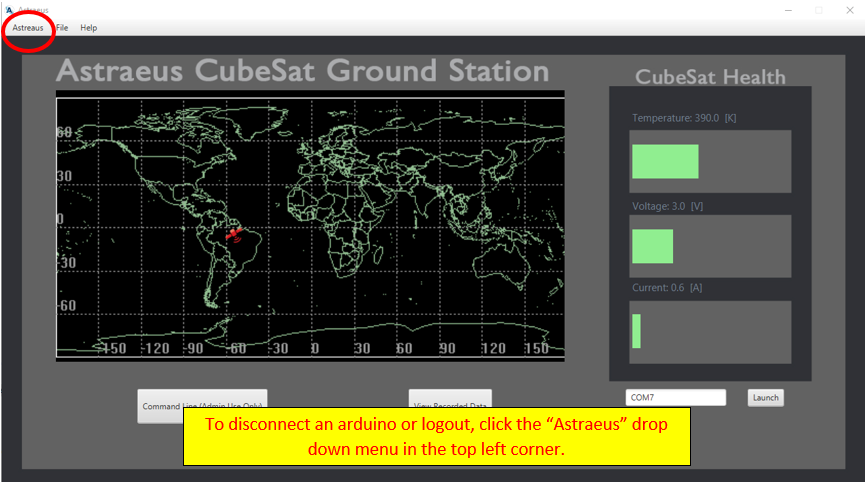 Astreaus
Astreaus File Help
Astraeus CubeSat Ground Station
CubeSat Health
Temperature: 390.0 [K]
Voltage: 3.0 [V]
Current: 0.6 [A]
60
30
0
-30
-60
-150 -120 -90 -60 -30 0 30 60 90 120 150
Command Line (Admin Use Only)
View Recorded Data
COM7
Launch
To disconnect an arduino or logout, click the “Astraeus” drop
down menu in the top left corner.